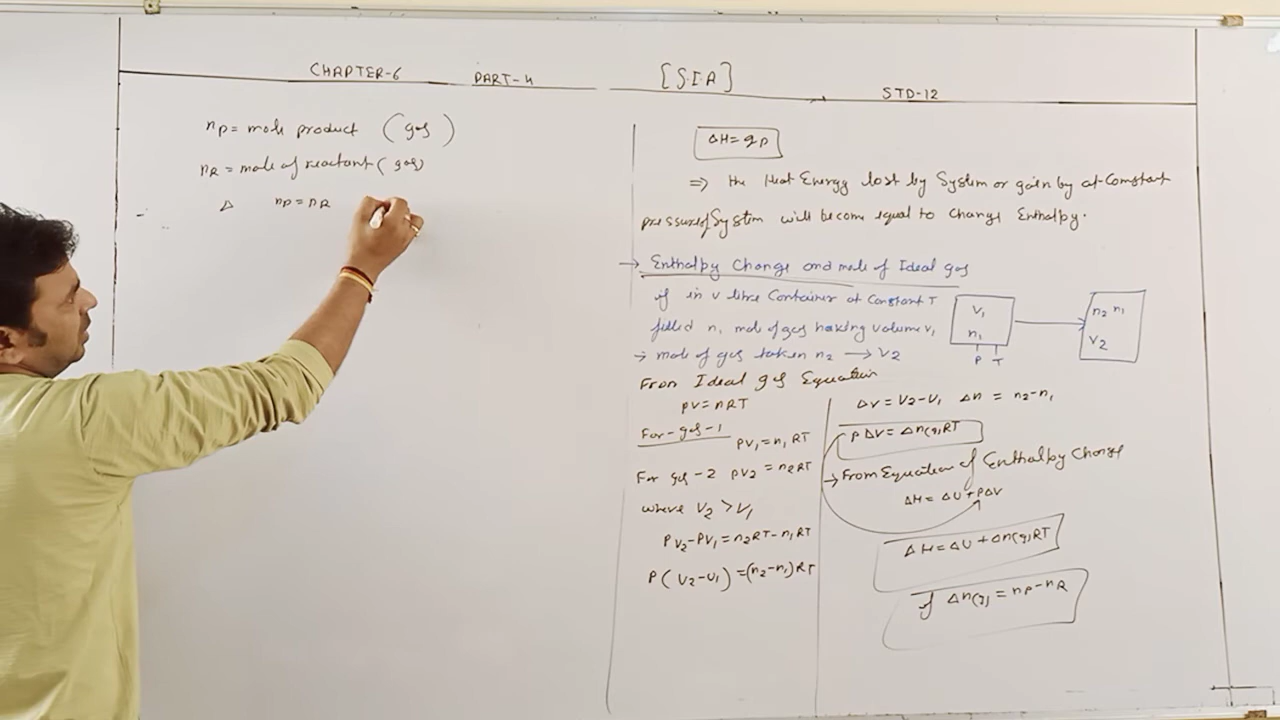 CHAPTER-6 PART-4 [S.I.A] STD-12
nP = mole product (gas)
nR = mole of reactant (gas)
Δ nP = nR
ΔH = qP
⇒ the Heat Energy lost by System or gain by at Constant
pressure of System will become equal to Change Enthalpy.
→ Enthalpy Change and mole of Ideal gas
if in V litre Container at Constant T
filled n1 mole of gas having volume V1
→ mole of gas taken n2 → V2
V1
n1
P T
n2 n1
V2
From Ideal gas Equation
PV = nRT
For-gas-1
PV1 = n1RT
For gas-2 PV2 = n2RT
where V2 > V1
PV2-PV1 = n2RT-n1RT
P(V2-V1) = (n2-n1)RT
ΔV = V2-V1 Δn = n2-n1
PΔV = Δn(g)RT
→ From Equation of Enthalpy Change
ΔH = ΔU + PΔV
ΔH = ΔU + Δn(g)RT
if Δn(g) = nP-nR